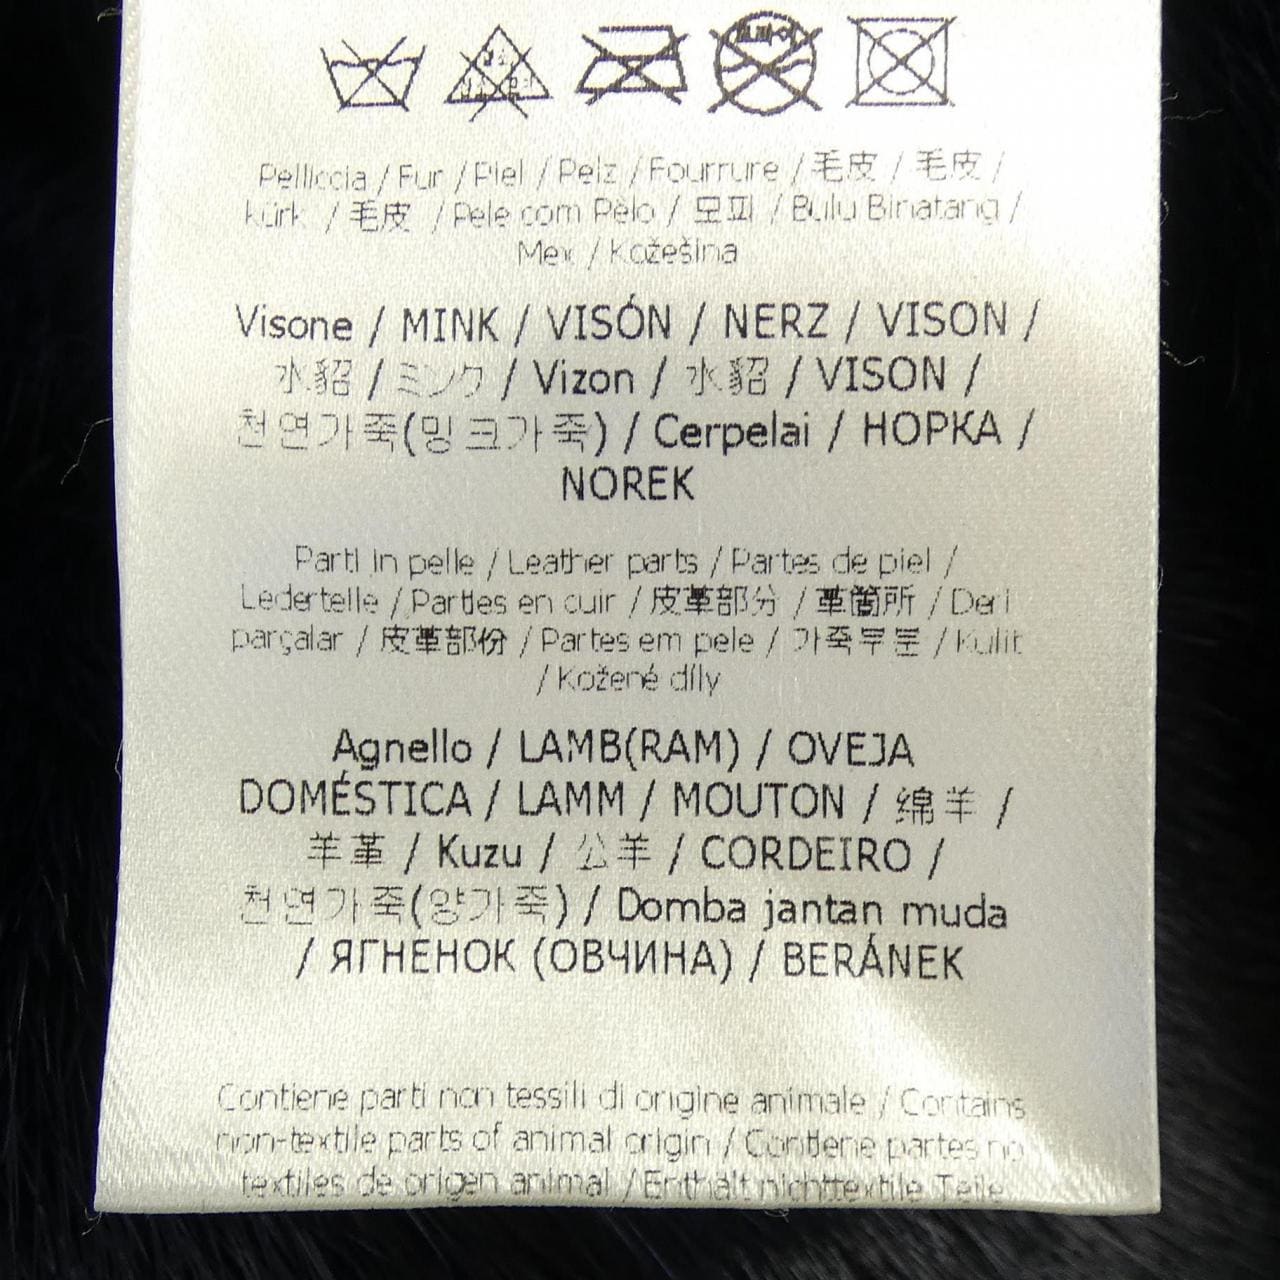 Pelliccia / Fur / Piel / Pelz / Fourrure / 毛皮 / 毛皮 /
kürk / 毛皮 / Pele com Pêlo / 모피 / Bulu Binatang /
Mex / Kožešina
Visone / MINK / VISÓN / NERZ / VISON /
水貂 / ミンク / Vizon / 水貂 / VISON /
천연가죽(밍크가죽) / Cerpelai / НОРКА /
NOREK
Parti in pelle / Leather parts / Partes de piel /
Lederteile / Parties en cuir / 皮革部分 / 革箇所 / Deri
parçalar / 皮革部份 / Partes em pele / 가죽부분 / Kulit
/ Kožené díly
Agnello / LAMB(RAM) / OVEJA
DOMÉSTICA / LAMM / MOUTON / 绵羊 /
羊革 / Kuzu / 公羊 / CORDEIRO /
천연가죽(양가죽) / Domba jantan muda
/ ЯГНЕНОК (ОВЧИНА) / BERÁNEK
Contiene parti non tessili di origine animale / Contains
non-textile parts of animal origin / Contiene partes no
textiles de origen animal / Enthält nichttextile Teile